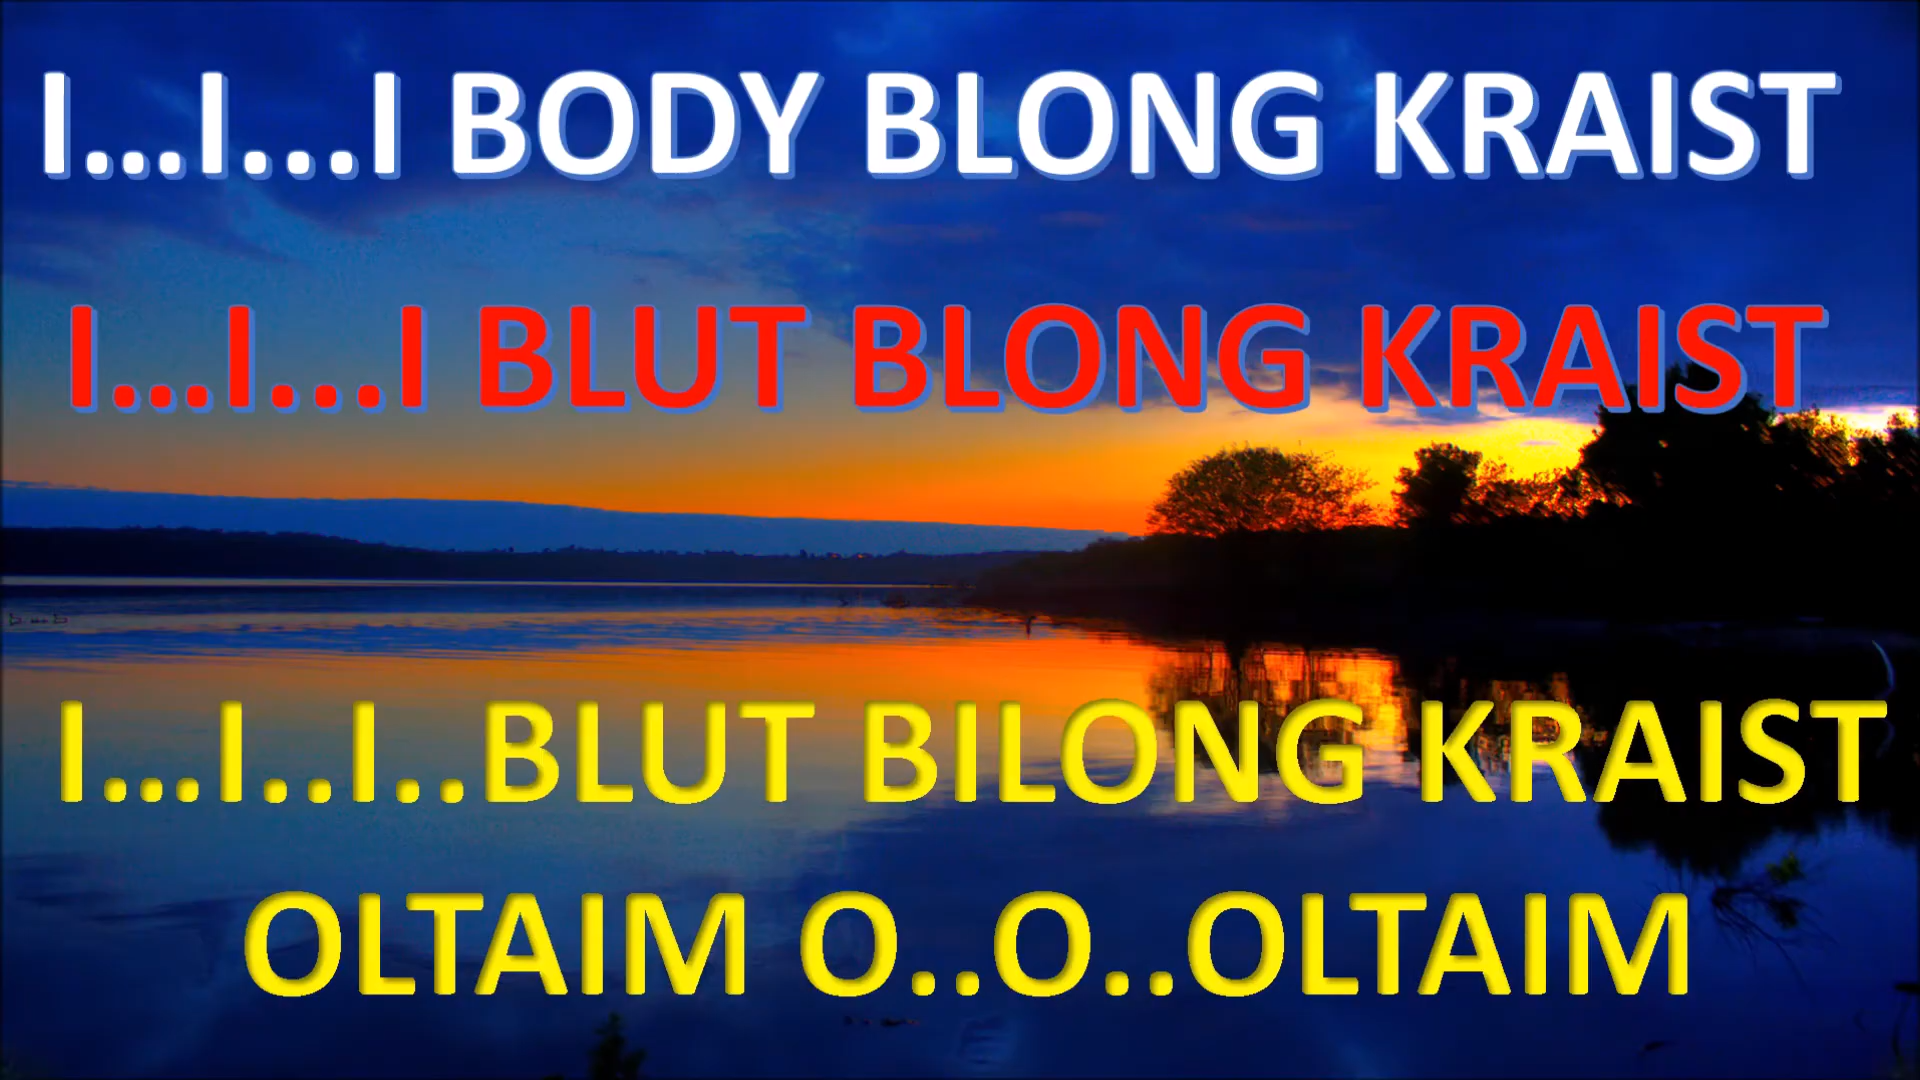 I...I...I BODY BLONG KRAIST
I...I...I BLUT BLONG KRAIST
I...I..I..BLUT BILONG KRAIST
OLTAIM O..O..OLTAIM